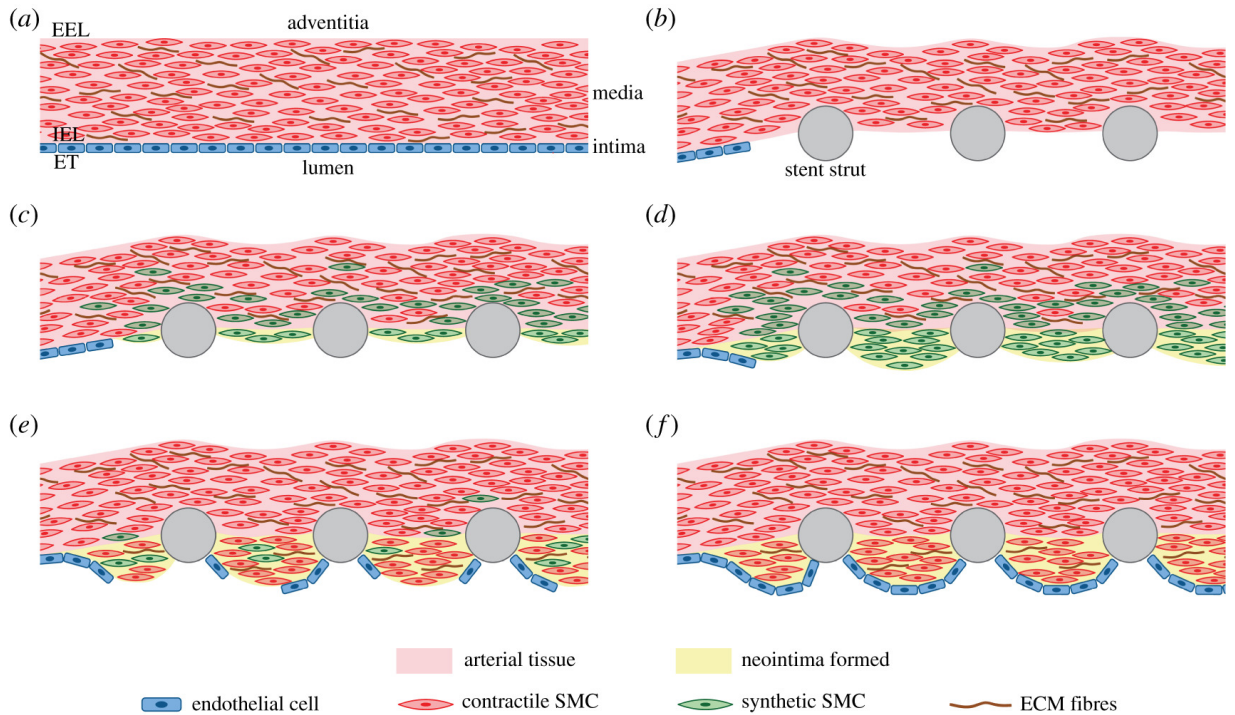 (a)
EEL
adventitia
media
IEL
intima
ET
lumen
(b)
stent strut
(c)
(d)
(e)
(f)
arterial tissue
neointima formed
endothelial cell
contractile SMC
synthetic SMC
ECM fibres